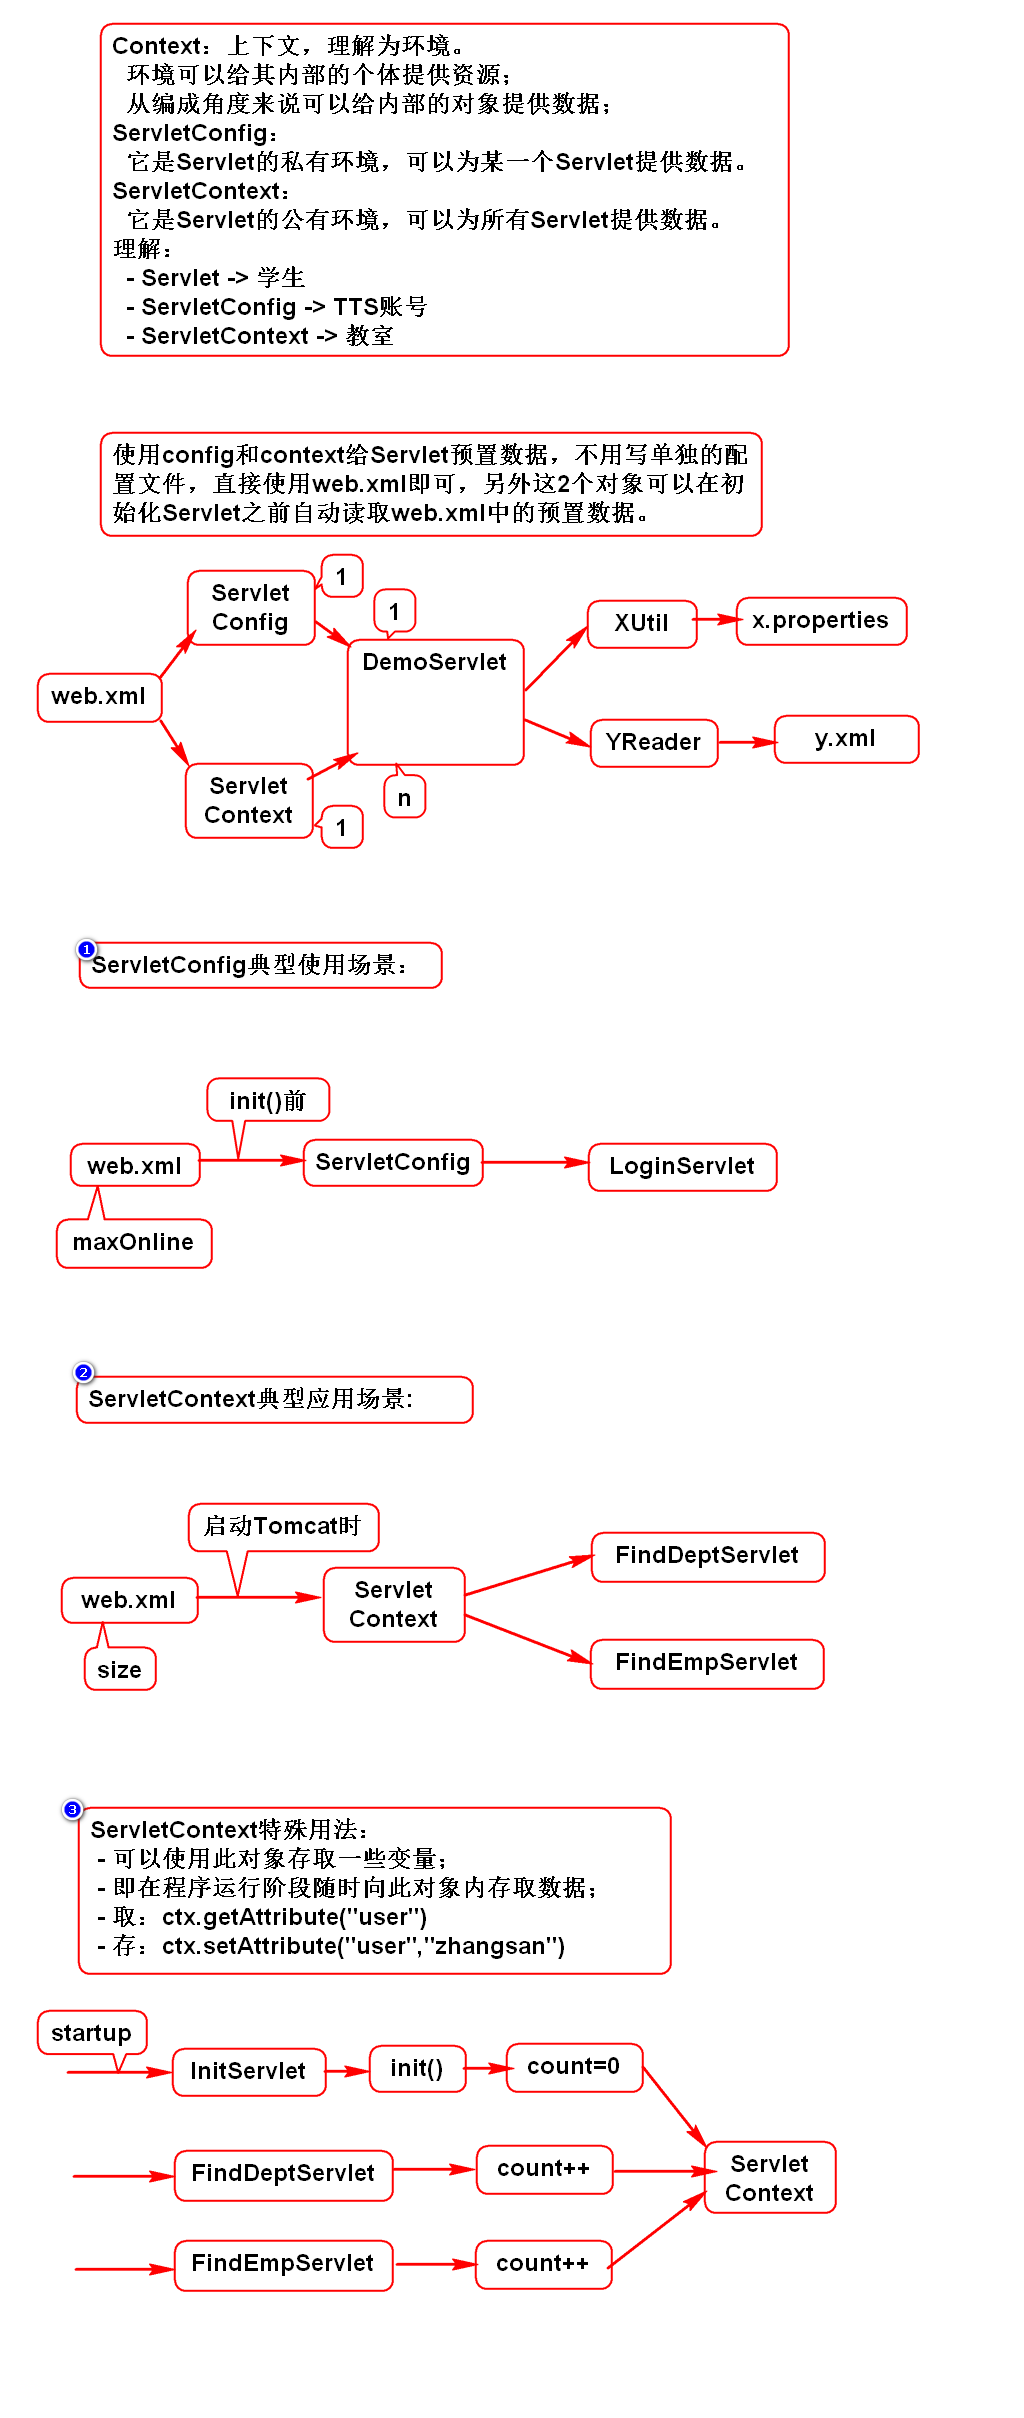 Context：上下文，理解为环境。
环境可以给其内部的个体提供资源；
从编成角度来说可以给内部的对象提供数据；
ServletConfig：
它是Servlet的私有环境，可以为某一个Servlet提供数据。
ServletContext：
它是Servlet的公有环境，可以为所有Servlet提供数据。
理解：
- Servlet -> 学生
- ServletConfig -> TTS账号
- ServletContext -> 教室
使用config和context给Servlet预置数据，不用写单独的配
置文件，直接使用web.xml即可，另外这2个对象可以在初
始化Servlet之前自动读取web.xml中的预置数据。
Servlet
Config
1
1
DemoServlet
XUtil
x.properties
web.xml
YReader
y.xml
Servlet
Context
n
1
1
ServletConfig典型使用场景：
init()前
web.xml
ServletConfig
LoginServlet
maxOnline
2
ServletContext典型应用场景:
启动Tomcat时
web.xml
Servlet
Context
FindDeptServlet
FindEmpServlet
size
3
ServletContext特殊用法：
- 可以使用此对象存取一些变量；
- 即在程序运行阶段随时向此对象内存取数据；
- 取：ctx.getAttribute("user")
- 存：ctx.setAttribute("user","zhangsan")
startup
InitServlet
init()
count=0
FindDeptServlet
count++
Servlet
Context
FindEmpServlet
count++